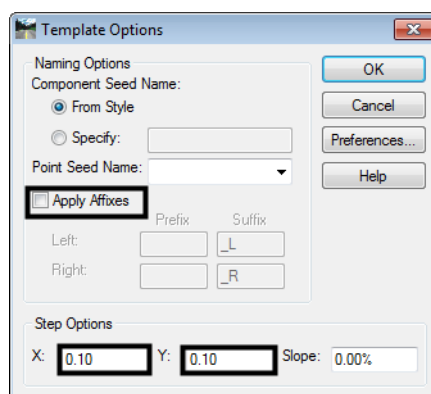 Template Options
Naming Options
OK
Component Seed Name:
From Style
Cancel
Specify:
Preferences...
Point Seed Name:
Help
Apply Affixes
Prefix Suffix
Left: _L
Right: _R
Step Options
X: 0.10 Y: 0.10 Slope: 0.00%